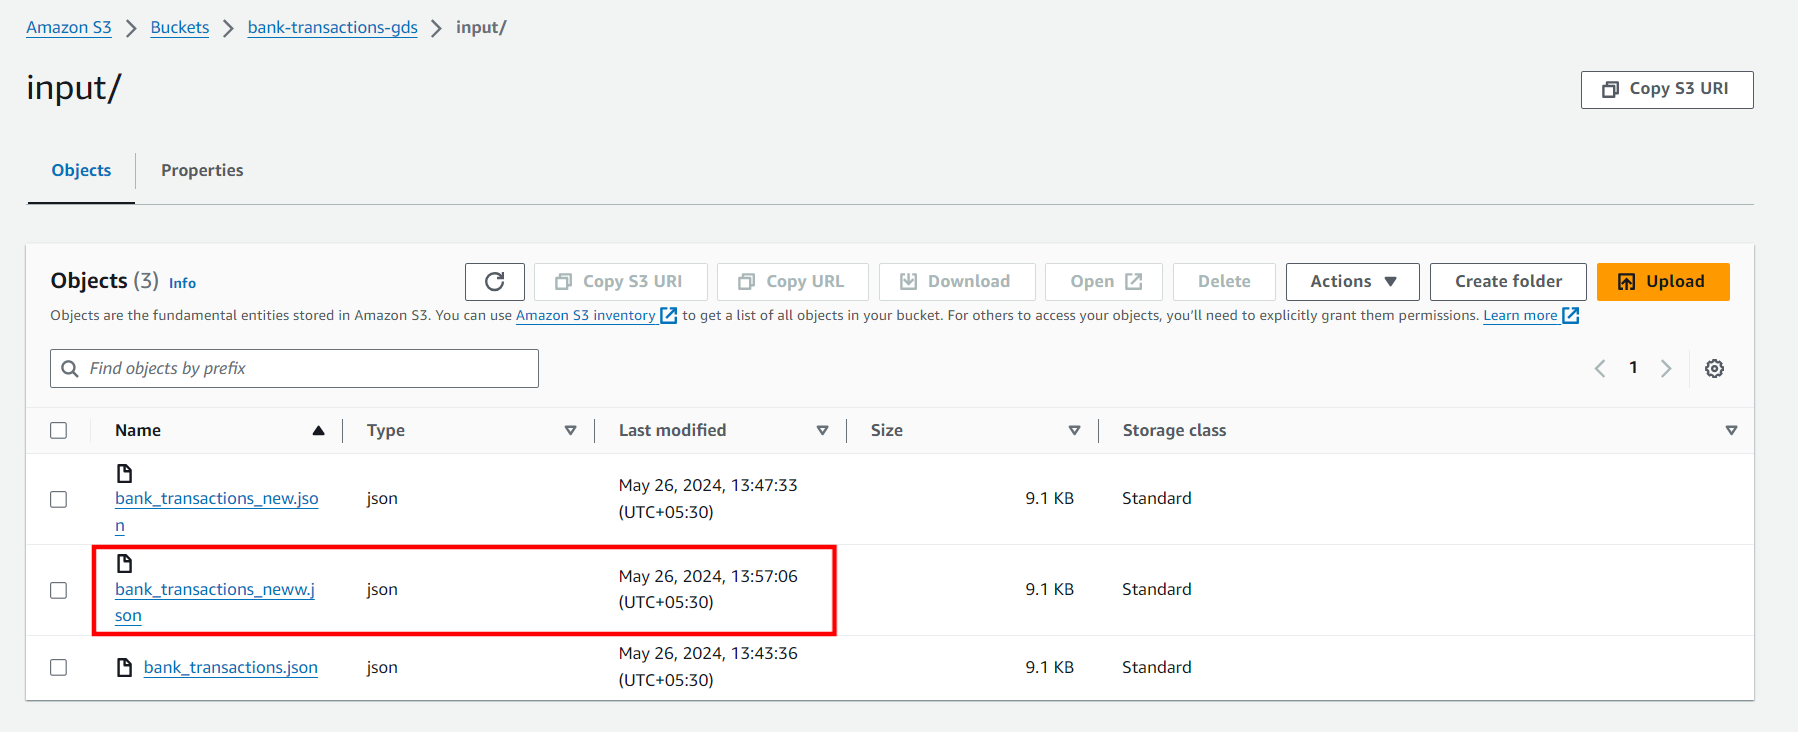 Amazon S3 > Buckets > bank-transactions-gds > input/
input/
Copy S3 URI
Objects Properties
Objects (3) Info
Copy S3 URI Copy URL Download Open Delete Actions Create folder Upload
Objects are the fundamental entities stored in Amazon S3. You can use Amazon S3 inventory to get a list of all objects in your bucket. For others to access your objects, you'll need to explicitly grant them permissions. Learn more
Find objects by prefix
1
Name Type Last modified Size Storage class
bank_transactions_new.jso
n
json
May 26, 2024, 13:47:33
(UTC+05:30)
9.1 KB
Standard
bank_transactions_neww.j
son
json
May 26, 2024, 13:57:06
(UTC+05:30)
9.1 KB
Standard
bank_transactions.json
json
May 26, 2024, 13:43:36
(UTC+05:30)
9.1 KB
Standard